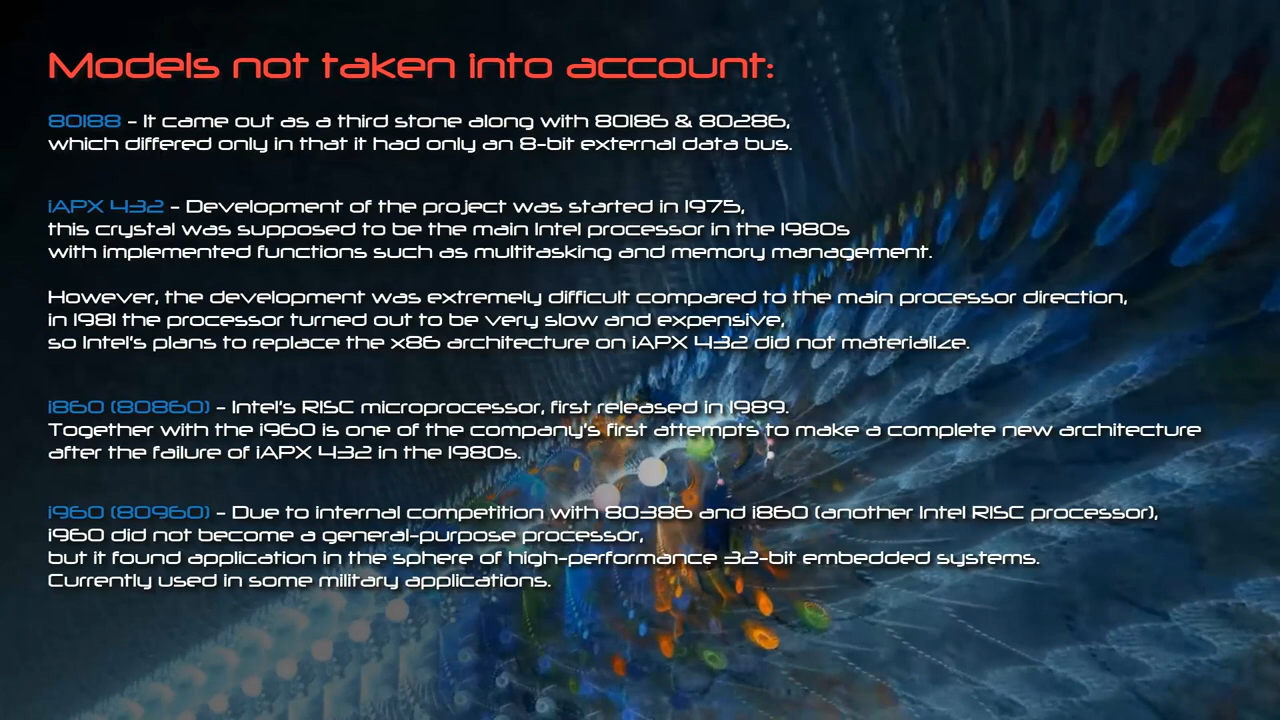 Models not taken into account:
80188 - It came out as a third stone along with 80186 & 80286,
which differed only in that it had only an 8-bit external data bus.
iAPX 432 - Development of the project was started in 1975,
this crystal was supposed to be the main Intel processor in the 1980s
with implemented functions such as multitasking and memory management.
However, the development was extremely difficult compared to the main processor direction,
in 1981 the processor turned out to be very slow and expensive,
so Intel's plans to replace the x86 architecture on iAPX 432 did not materialize.
i860 (80860) - Intel's RISC microprocessor, first released in 1989.
Together with the i960 is one of the company's first attempts to make a complete new architecture
after the failure of iAPX 432 in the 1980s.
i960 (80960) - Due to internal competition with 80386 and i860 (another Intel RISC processor),
i960 did not become a general-purpose processor,
but it found application in the sphere of high-performance 32-bit embedded systems.
Currently used in some military applications.